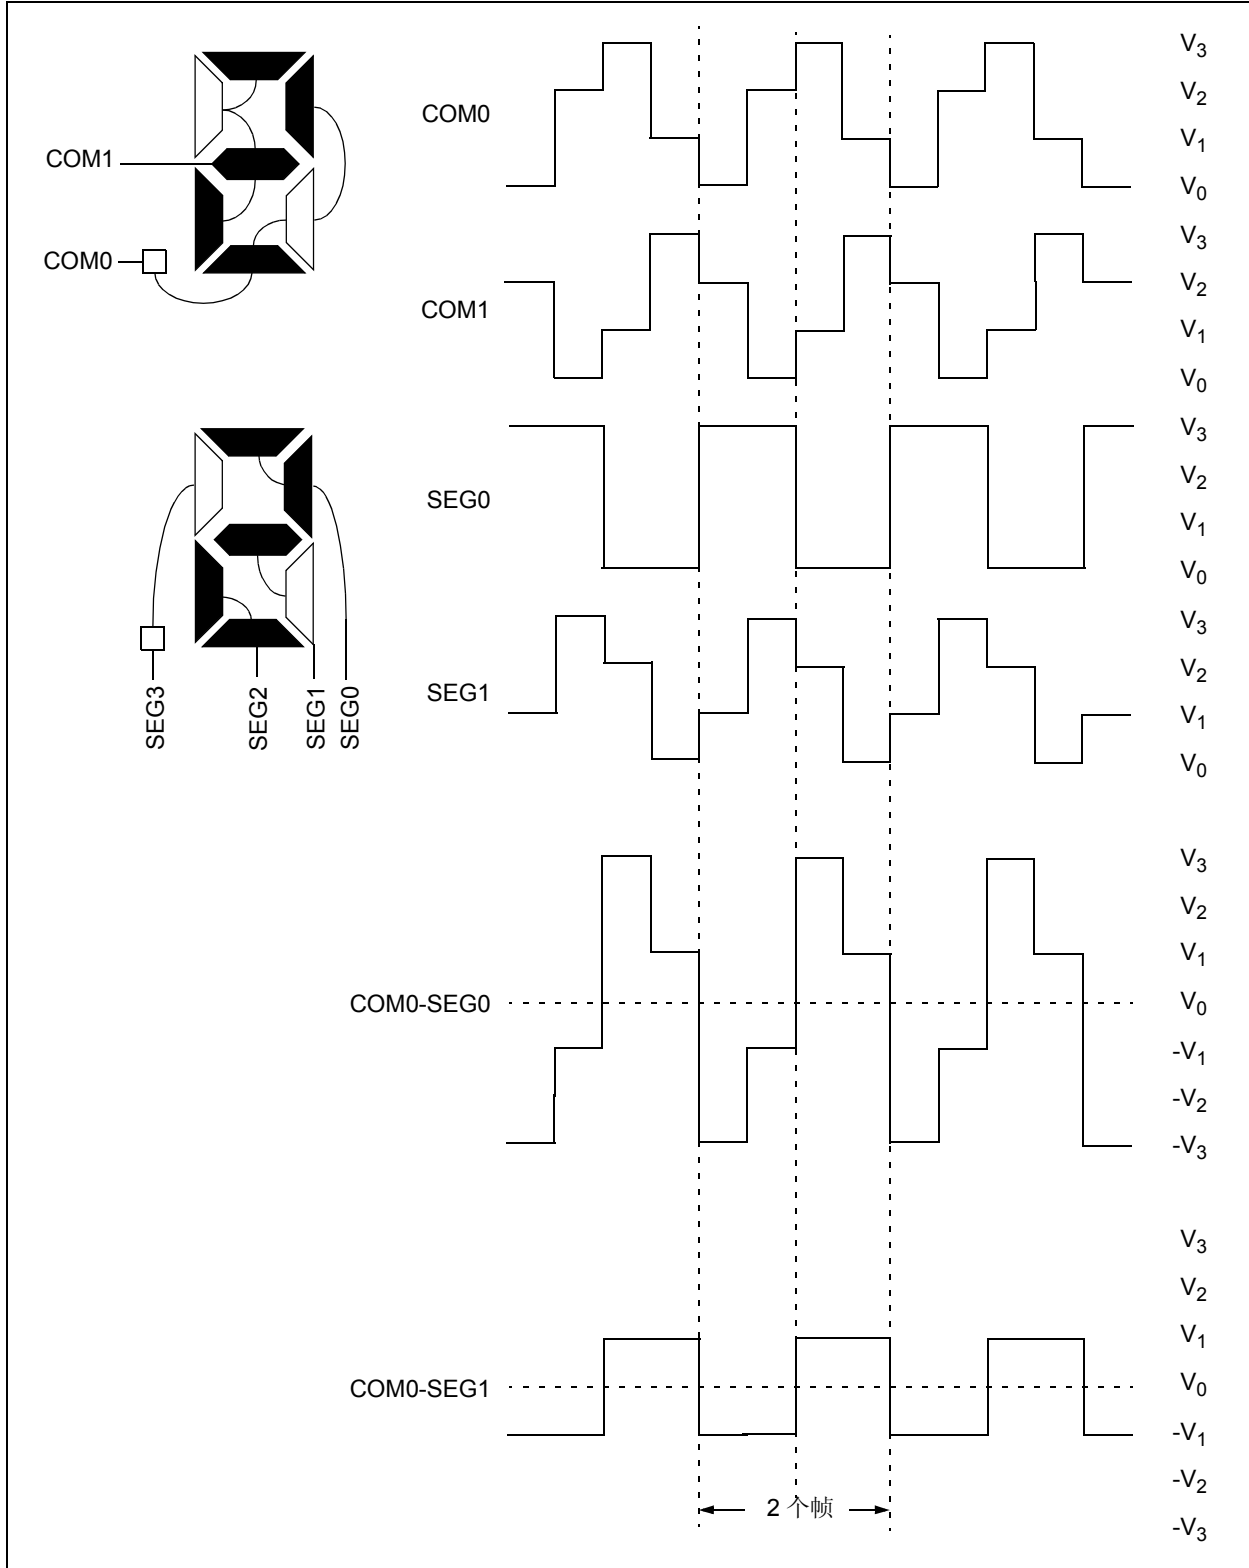 COM1
COM0
SEG3
SEG2
SEG1
SEG0
COM0
V3
V2
V1
V0
COM1
V3
V2
V1
V0
SEG0
V3
V2
V1
V0
SEG1
V3
V2
V1
V0
COM0-SEG0
V3
V2
V1
V0
-V1
-V2
-V3
COM0-SEG1
V3
V2
V1
V0
-V1
-V2
-V3
2 个帧